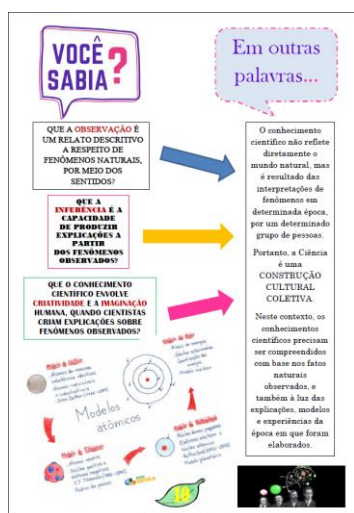 VOCÊ
SABIA?
Em outras
palavras...
QUE A OBSERVAÇÃO É
UM RELATO DESCRITIVO
A RESPEITO DE
FENÔMENOS NATURAIS,
POR MEIO DOS
SENTIDOS?
QUE A
INFERÊNCIA É A
CAPACIDADE
DE PRODUZIR
EXPLICAÇÕES A
PARTIR
DOS FENÔMENOS
OBSERVADOS?
QUE O CONHECIMENTO
CIENTÍFICO ENVOLVE
CRIATIVIDADE E A IMAGINAÇÃO
HUMANA, QUANDO CIENTISTAS
CRIAM EXPLICAÇÕES SOBRE
FENÔMENOS OBSERVADOS?
O conhecimento
científico não reflete
diretamente o
mundo natural, mas
é resultado das
interpretações de
fenômenos em
determinada época,
por um determinado
grupo de pessoas.
Portanto, a Ciência
é uma
CONSTRUÇÃO
CULTURAL
COLETIVA.
Neste contexto, os
conhecimentos
científicos precisam
ser compreendidos
com base nos fatos
naturais
observados, e
também à luz das
explicações, modelos
e experiências da
época em que foram
elaborados.
Modelos
atômicos
18